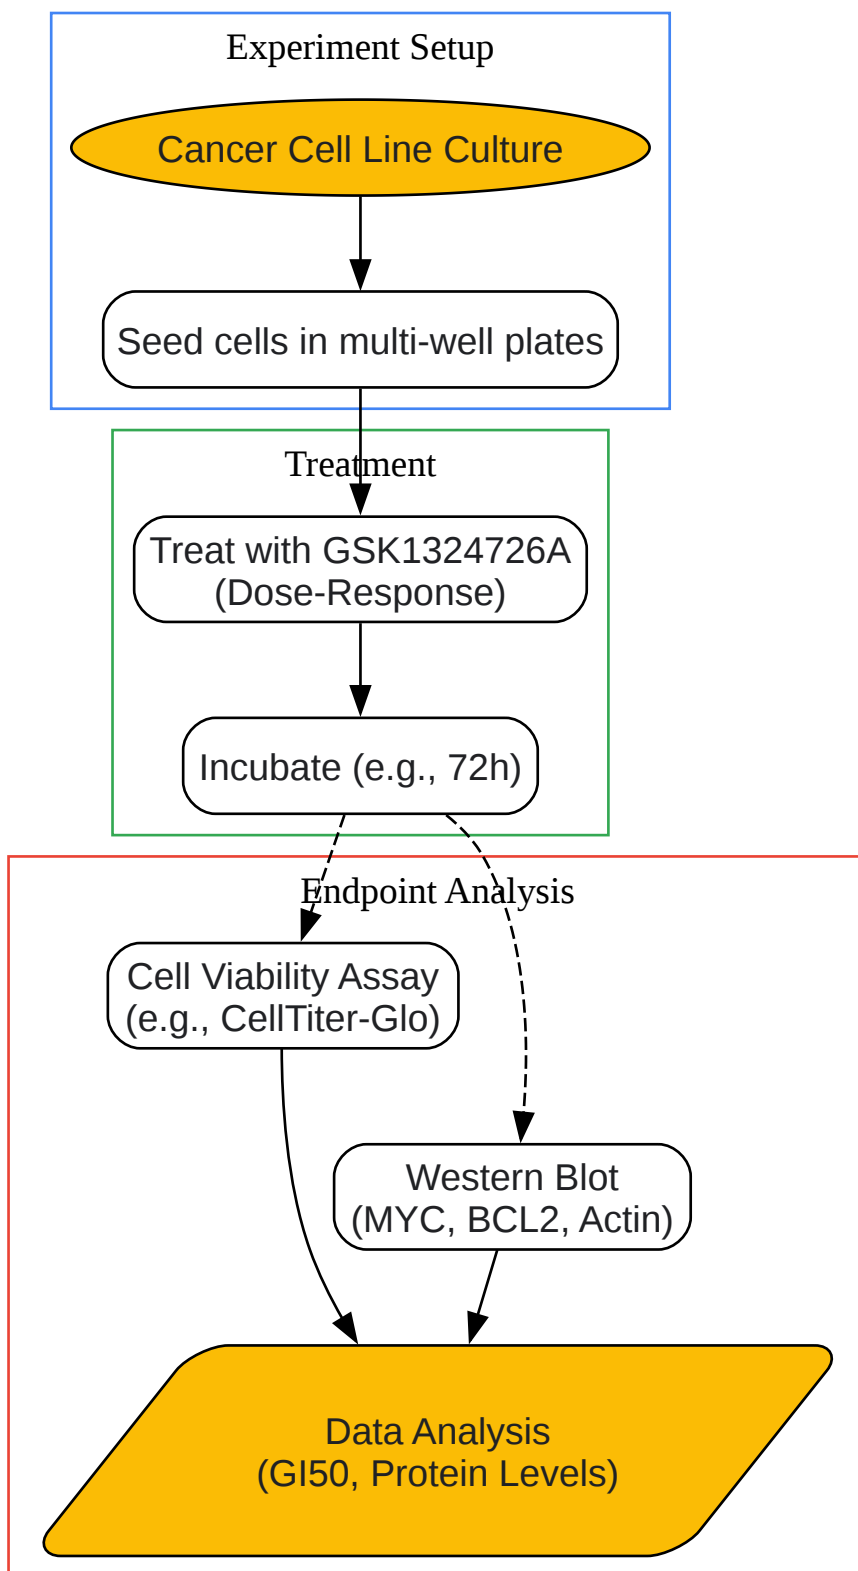 Experiment Setup
Cancer Cell Line Culture
Seed cells in multi-well plates
Treatment
Treat with GSK1324726A
(Dose-Response)
Incubate (e.g., 72h)
Endpoint Analysis
Cell Viability Assay
(e.g., CellTiter-Glo)
Western Blot
(MYC, BCL2, Actin)
Data Analysis
(GI50, Protein Levels)